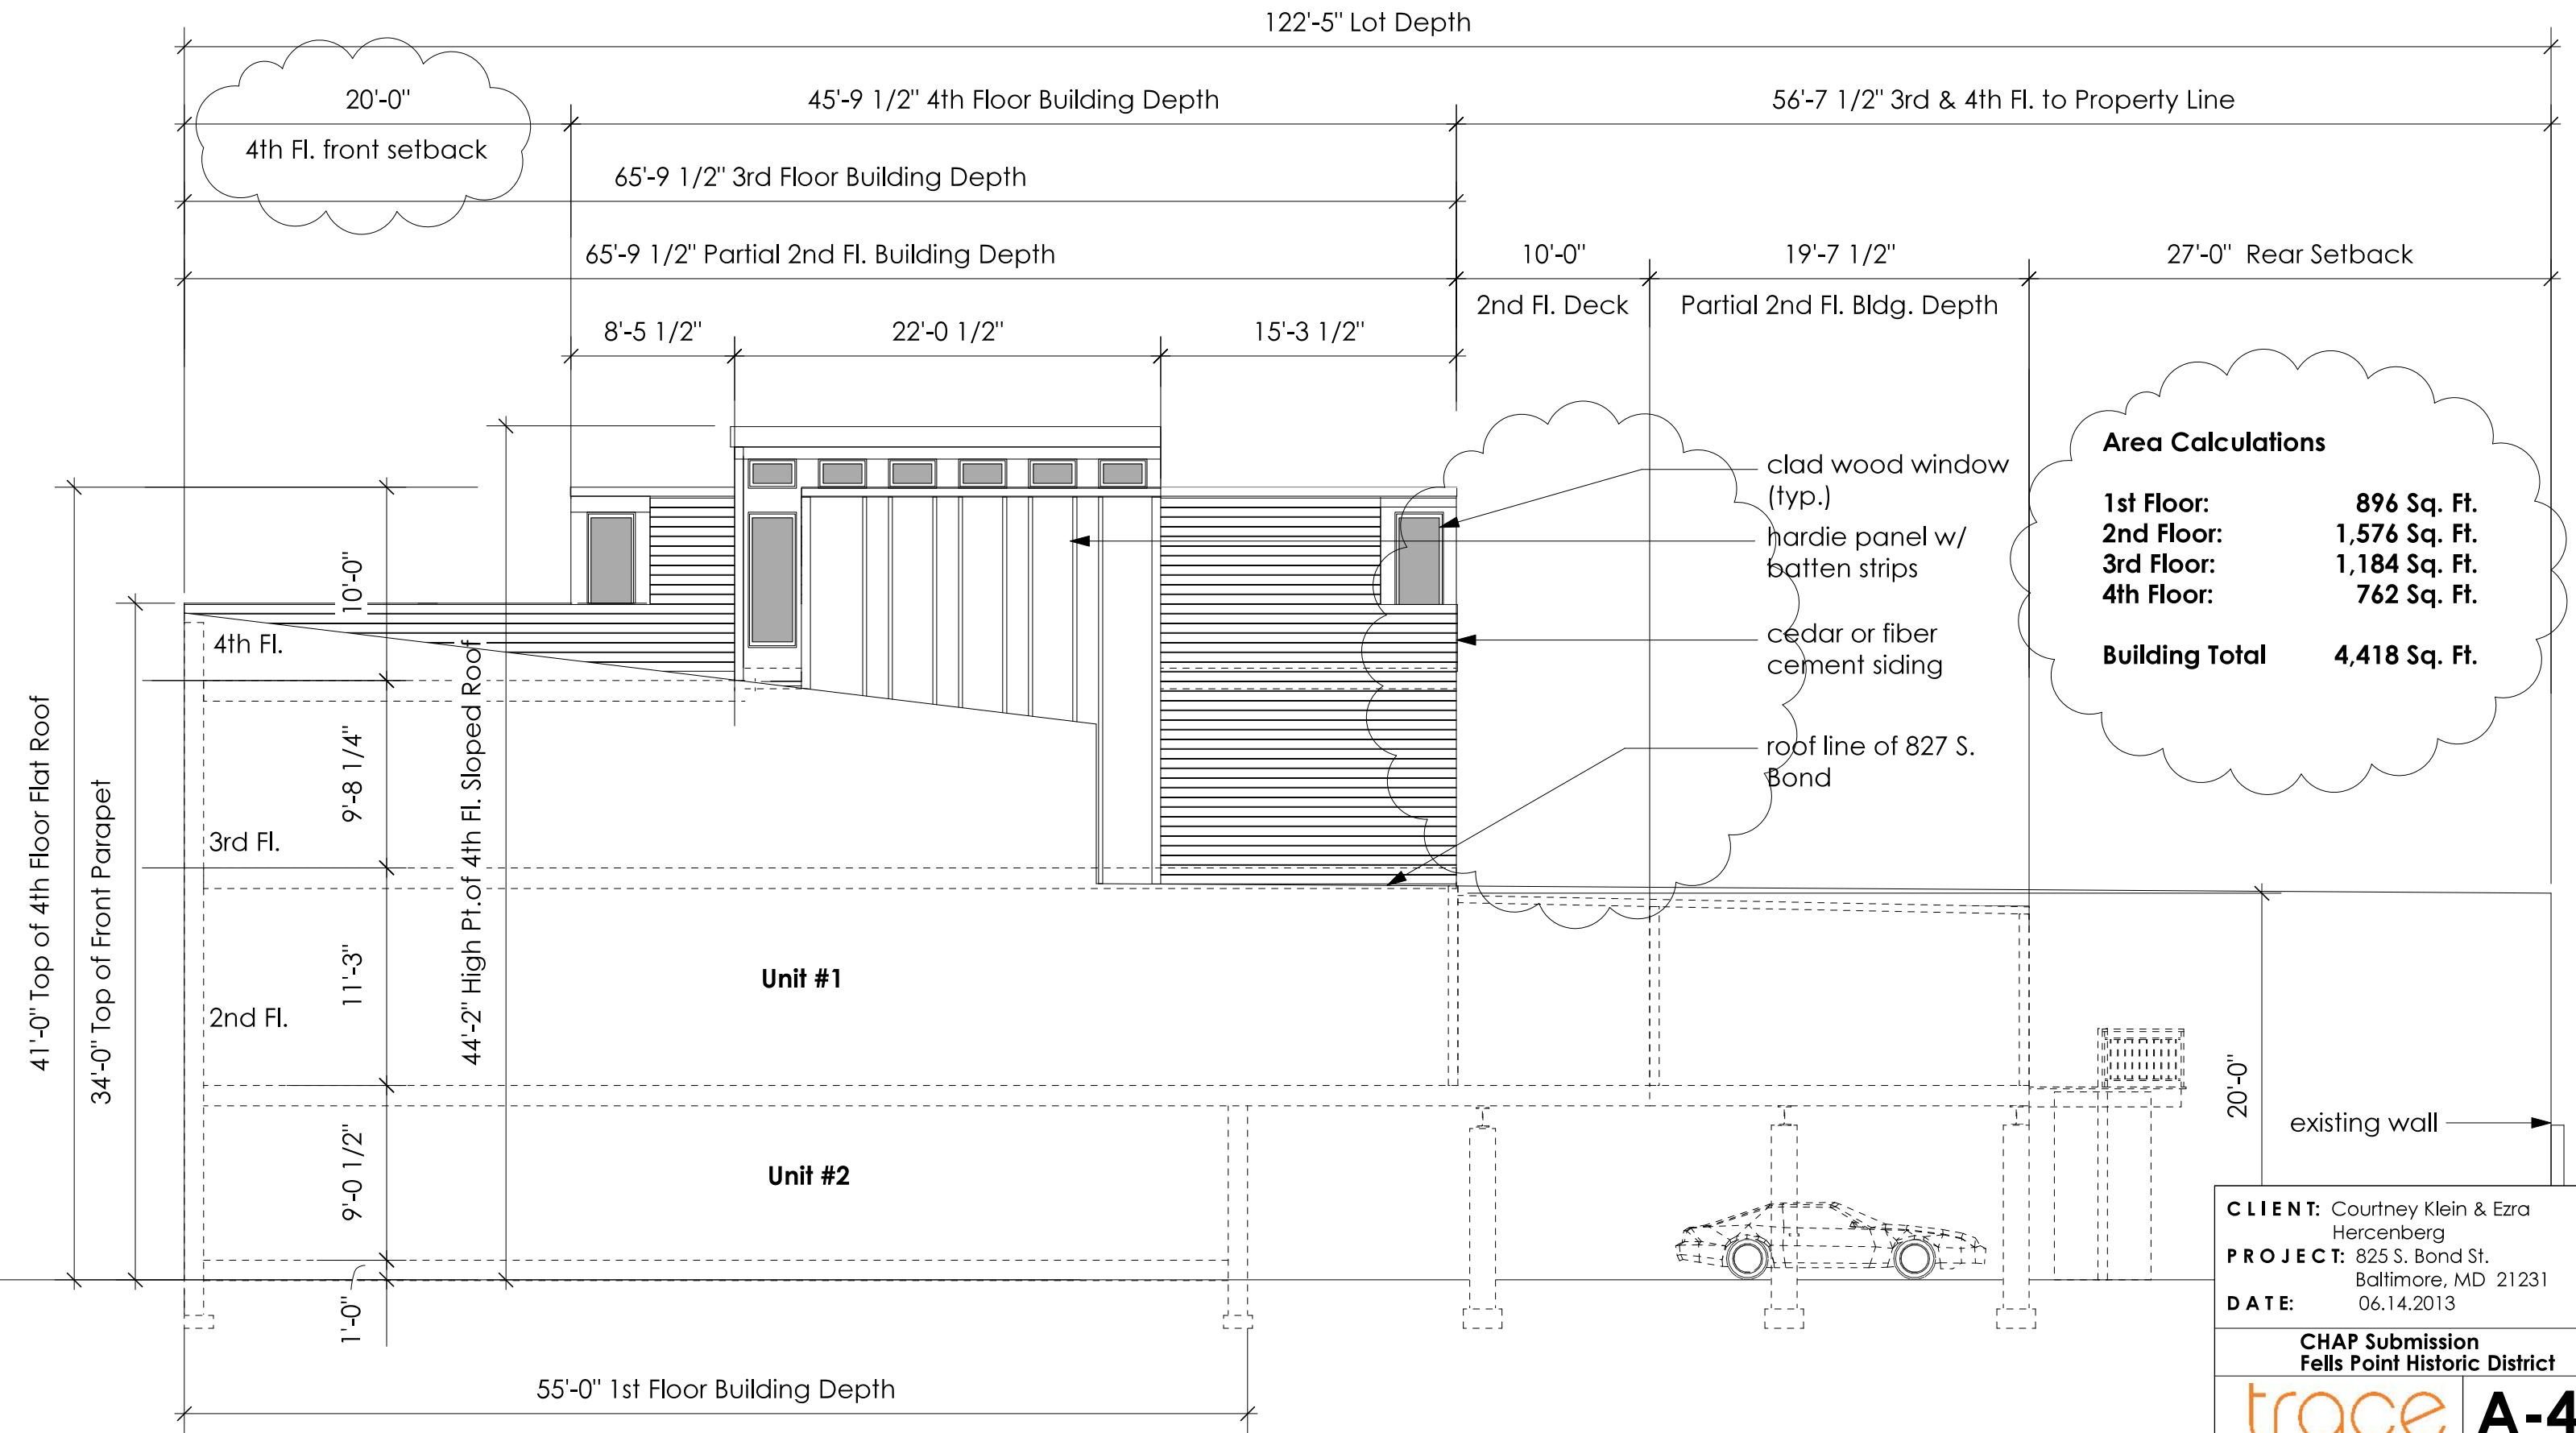 122'-5" Lot Depth
20'-0"
4th Fl. front setback
45'-9 1/2" 4th Floor Building Depth
56'-7 1/2" 3rd & 4th Fl. to Property Line
65'-9 1/2" 3rd Floor Building Depth
65'-9 1/2" Partial 2nd Fl. Building Depth
10'-0"
2nd Fl. Deck
19'-7 1/2"
Partial 2nd Fl. Bldg. Depth
27'-0" Rear Setback
8'-5 1/2"
22'-0 1/2"
15'-3 1/2"
Area Calculations
1st Floor: 896 Sq. Ft.
2nd Floor: 1,576 Sq. Ft.
3rd Floor: 1,184 Sq. Ft.
4th Floor: 762 Sq. Ft.
Building Total 4,418 Sq. Ft.
clad wood window
(typ.)
hardie panel w/
batten strips
cedar or fiber
cement siding
roof line of 827 S.
Bond
41'-0" Top of 4th Floor Flat Roof
34'-0" Top of Front Parapet
10'-0"
9'-8 1/4"
11'-3"
9'-0 1/2"
1'-0"
44'-2" High Pt.of 4th Fl. Sloped Roof
4th Fl.
3rd Fl.
2nd Fl.
Unit #1
Unit #2
20'-0"
existing wall
55'-0" 1st Floor Building Depth
CLIENT: Courtney Klein & Ezra
Hercenberg
PROJECT: 825 S. Bond St.
Baltimore, MD 21231
DATE: 06.14.2013
CHAP Submission
Fells Point Historic District
trace
A-4